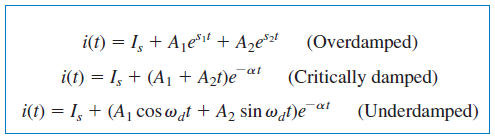 i(t) = I_s + A_1e^{s_1t} + A_2e^{s_2t} (Overdamped)
i(t) = I_s + (A_1 + A_2t)e^{-αt} (Critically damped)
i(t) = I_s + (A_1 cos ω_dt + A_2 sin ω_dt)e^{-αt} (Underdamped)